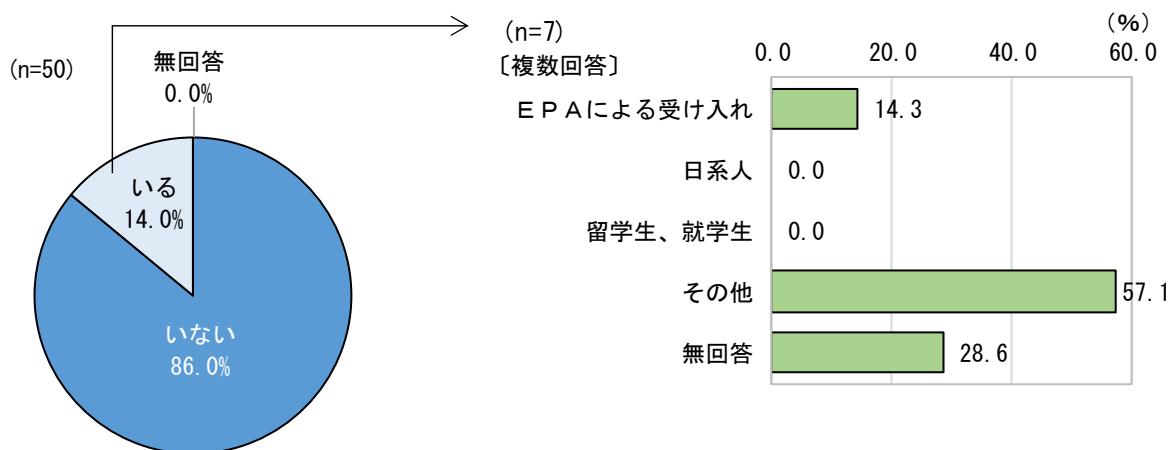 (n=50)
無回答
0.0%
いる
14.0%
いない
86.0%
(n=7)
〔複数回答〕
(%)
0.0 20.0 40.0 60.0
ＥＰＡによる受け入れ 14.3
日系人 0.0
留学生、就学生 0.0
その他 57.1
無回答 28.6